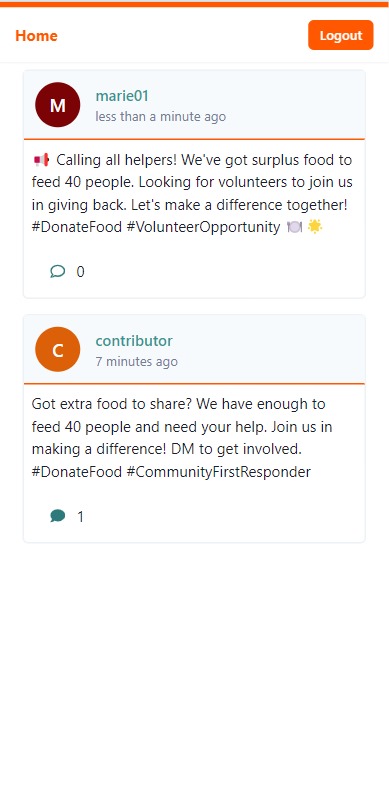 Home
Logout
M
marie01
less than a minute ago
📢 Calling all helpers! We've got surplus food to
feed 40 people. Looking for volunteers to join us
in giving back. Let's make a difference together!
#DonateFood #VolunteerOpportunity 🍽️ 🌟
0
C
contributor
7 minutes ago
Got extra food to share? We have enough to
feed 40 people and need your help. Join us in
making a difference! DM to get involved.
#DonateFood #CommunityFirstResponder
1